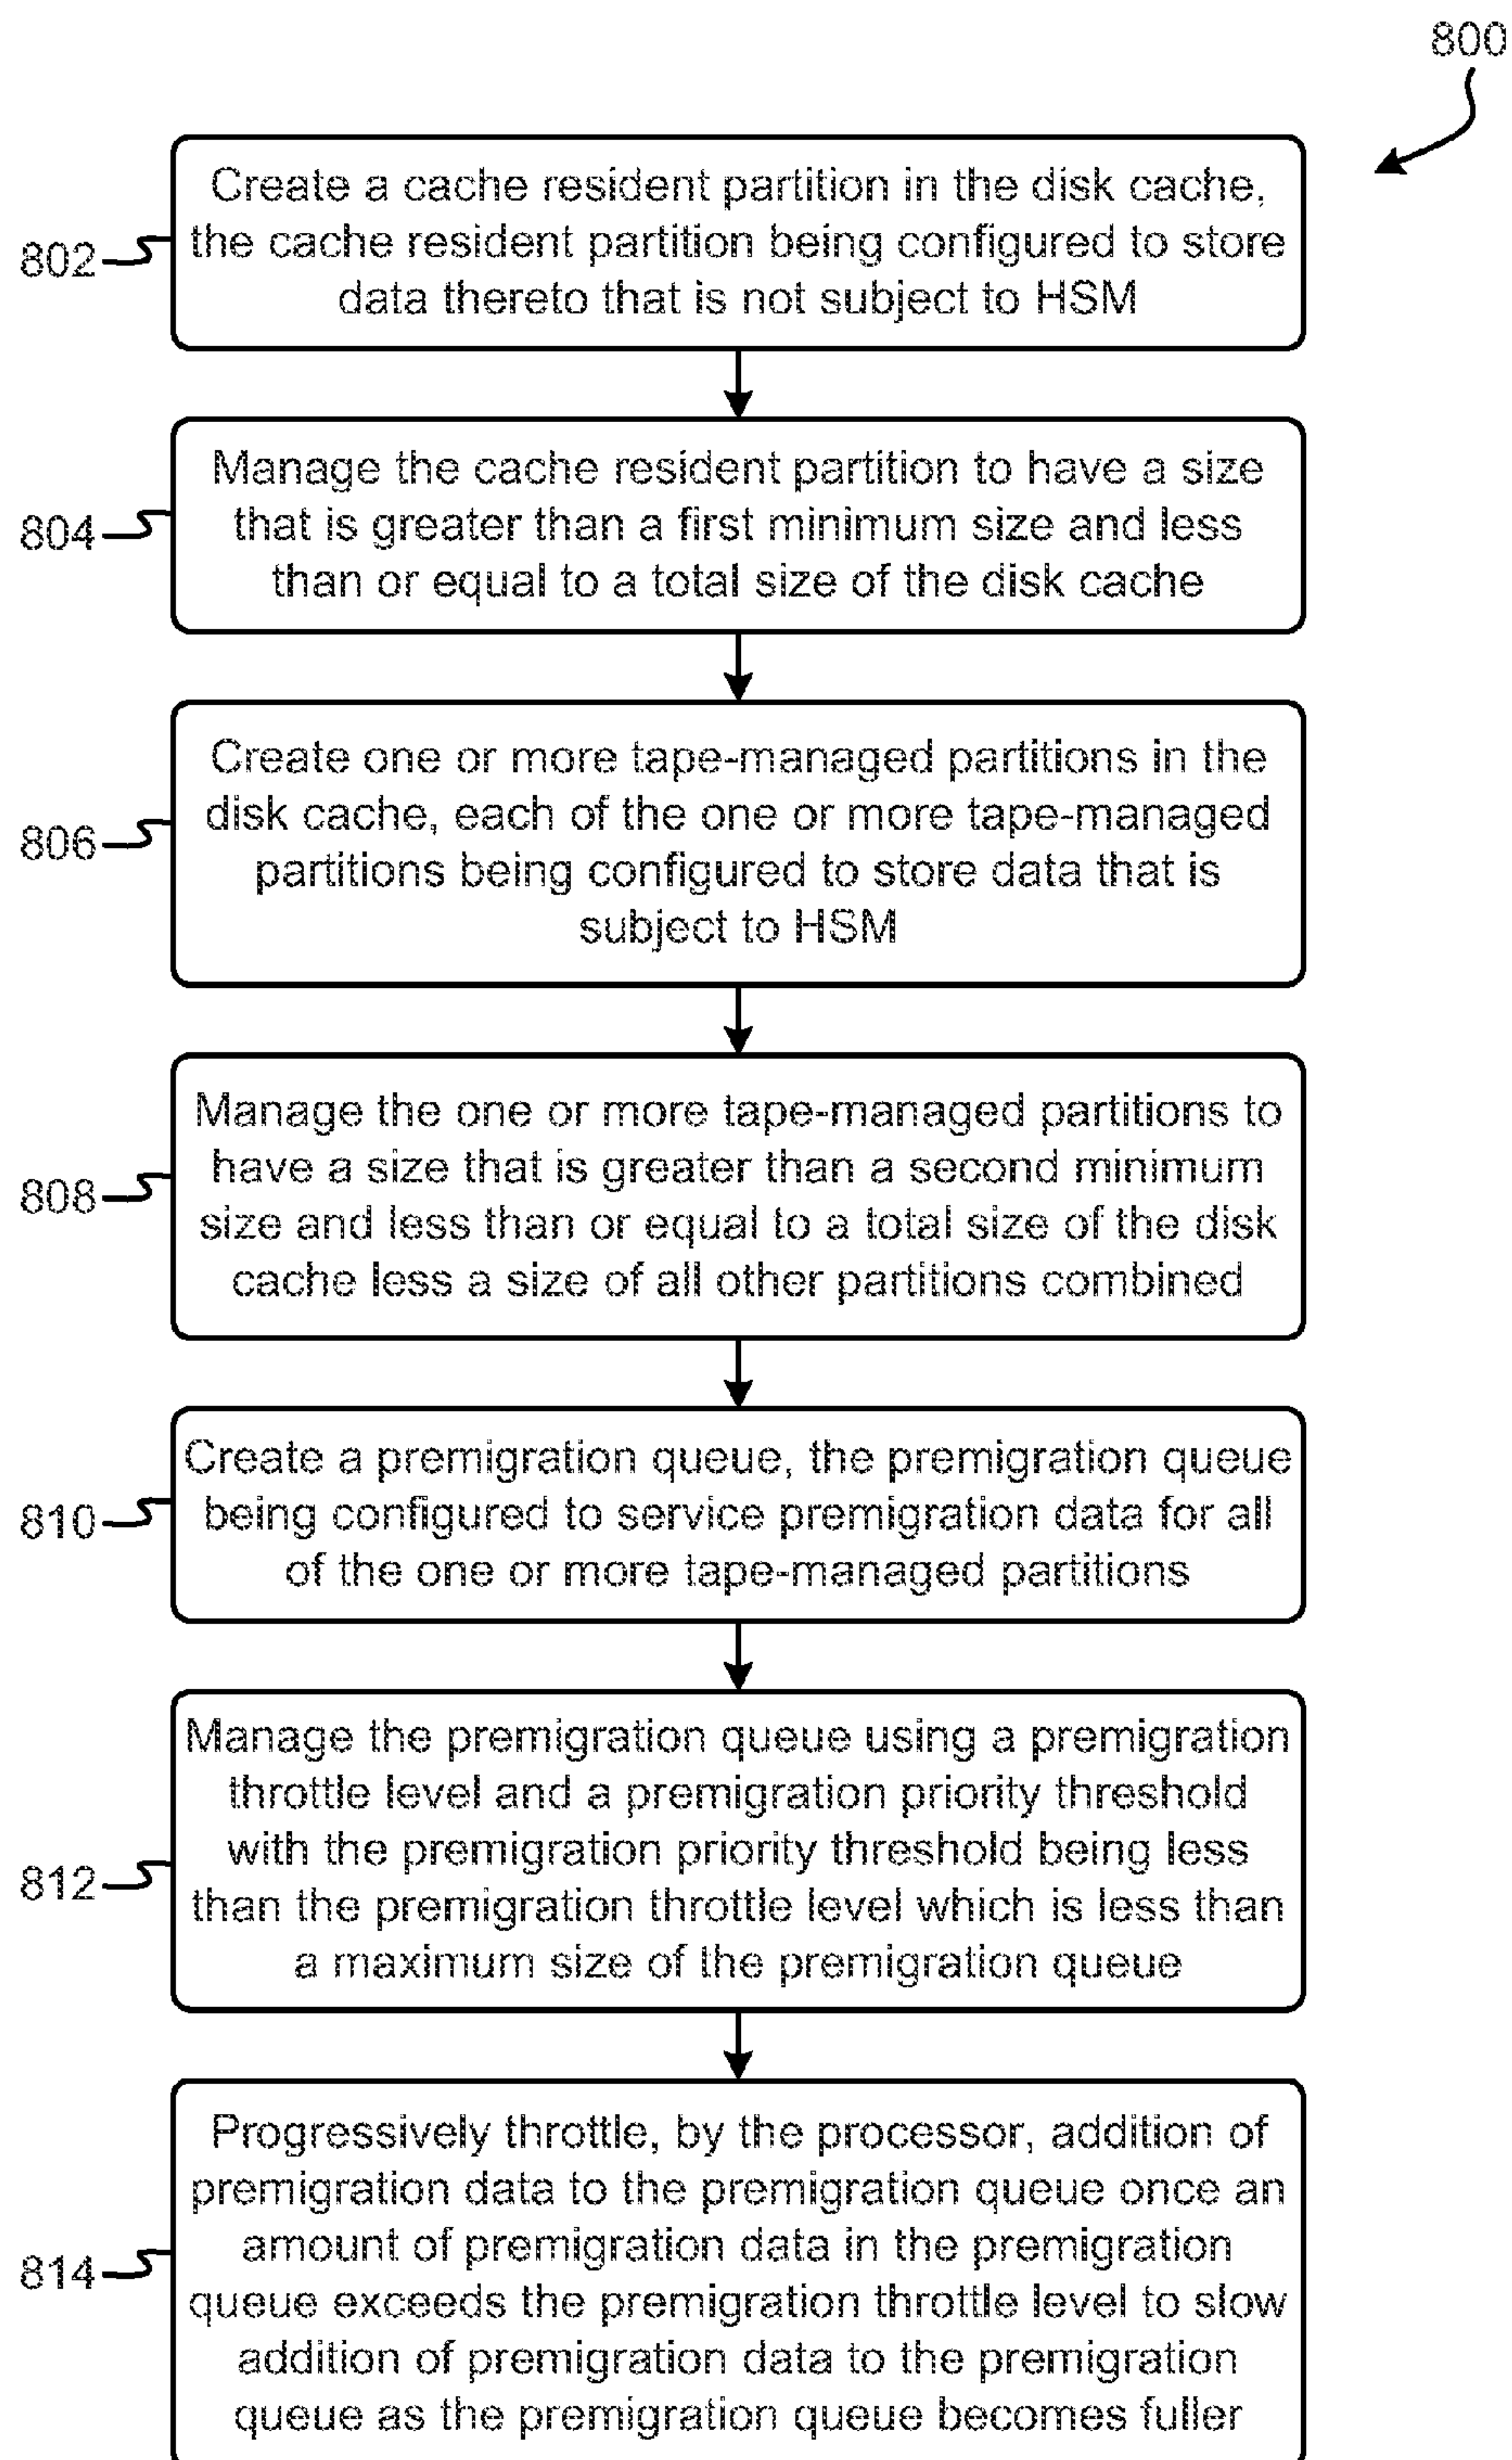 800
Create a cache resident partition in the disk cache,
the cache resident partition being configured to store
data thereto that is not subject to HSM
802
Manage the cache resident partition to have a size
that is greater than a first minimum size and less
than or equal to a total size of the disk cache
804
Create one or more tape-managed partitions in the
disk cache, each of the one or more tape-managed
partitions being configured to store data that is
subject to HSM
806
Manage the one or more tape-managed partitions to
have a size that is greater than a second minimum
size and less than or equal to a total size of the disk
cache less a size of all other partitions combined
808
Create a premigration queue, the premigration queue
being configured to service premigration data for all
of the one or more tape-managed partitions
810
Manage the premigration queue using a premigration
throttle level and a premigration priority threshold
with the premigration priority threshold being less
than the premigration throttle level which is less than
a maximum size of the premigration queue
812
Progressively throttle, by the processor, addition of
premigration data to the premigration queue once an
amount of premigration data in the premigration
queue exceeds the premigration throttle level to slow
addition of premigration data to the premigration
queue as the premigration queue becomes fuller
814